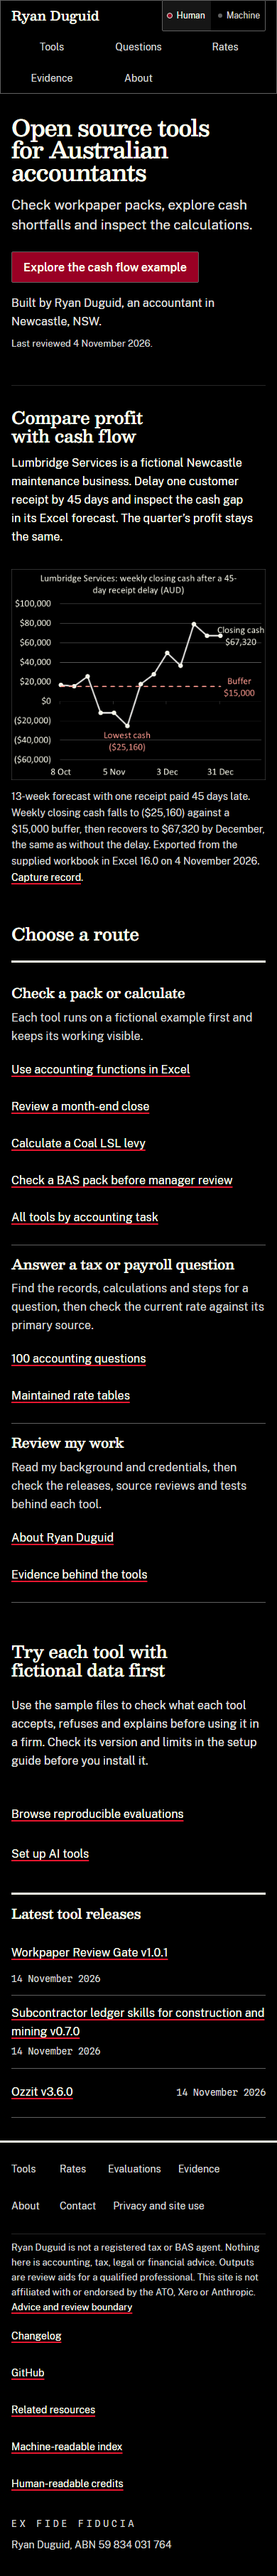 Ryan Duguid
Human
Machine
Tools
Questions
Rates
Evidence
About
Open source tools
for Australian
accountants
Check workpaper packs, explore cash
shortfalls and inspect the calculations.
Explore the cash flow example
Built by Ryan Duguid, an accountant in
Newcastle, NSW.
Last reviewed 4 November 2026.
Compare profit
with cash flow
Lumbridge Services is a fictional Newcastle
maintenance business. Delay one customer
receipt by 45 days and inspect the cash gap
in its Excel forecast. The quarter's profit stays
the same.
Lumbridge Services: weekly closing cash after a 45-
day receipt delay (AUD)
$100,000
$80,000
$60,000
$40,000
$20,000
$0
($20,000)
($40,000)
($60,000)
Closing cash
$67,320
Buffer
$15,000
Lowest cash
($25,160)
8 Oct
5 Nov
3 Dec
31 Dec
13-week forecast with one receipt paid 45 days late.
Weekly closing cash falls to ($25,160) against a
$15,000 buffer, then recovers to $67,320 by December,
the same as without the delay. Exported from the
supplied workbook in Excel 16.0 on 4 November 2026.
Capture record.
Choose a route
Check a pack or calculate
Each tool runs on a fictional example first and
keeps its working visible.
Use accounting functions in Excel
Review a month-end close
Calculate a Coal LSL levy
Check a BAS pack before manager review
All tools by accounting task
Answer a tax or payroll question
Find the records, calculations and steps for a
question, then check the current rate against its
primary source.
100 accounting questions
Maintained rate tables
Review my work
Read my background and credentials, then
check the releases, source reviews and tests
behind each tool.
About Ryan Duguid
Evidence behind the tools
Try each tool with
fictional data first
Use the sample files to check what each tool
accepts, refuses and explains before using it in
a firm. Check its version and limits in the setup
guide before you install it.
Browse reproducible evaluations
Set up AI tools
Latest tool releases
Workpaper Review Gate v1.0.1
14 November 2026
Subcontractor ledger skills for construction and
mining v0.7.0
14 November 2026
Ozzit v3.6.0
14 November 2026
Tools
Rates
Evaluations
Evidence
About
Contact
Privacy and site use
Ryan Duguid is not a registered tax or BAS agent. Nothing
here is accounting, tax, legal or financial advice. Outputs
are review aids for a qualified professional. This site is not
affiliated with or endorsed by the ATO, Xero or Anthropic.
Advice and review boundary
Changelog
GitHub
Related resources
Machine-readable index
Human-readable credits
EX FIDE FIDUCIA
Ryan Duguid, ABN 59 834 031 764